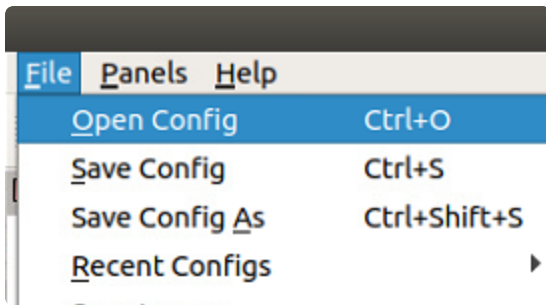 File Panels Help
Open Config Ctrl+O
Save Config Ctrl+S
Save Config As Ctrl+Shift+S
Recent Configs